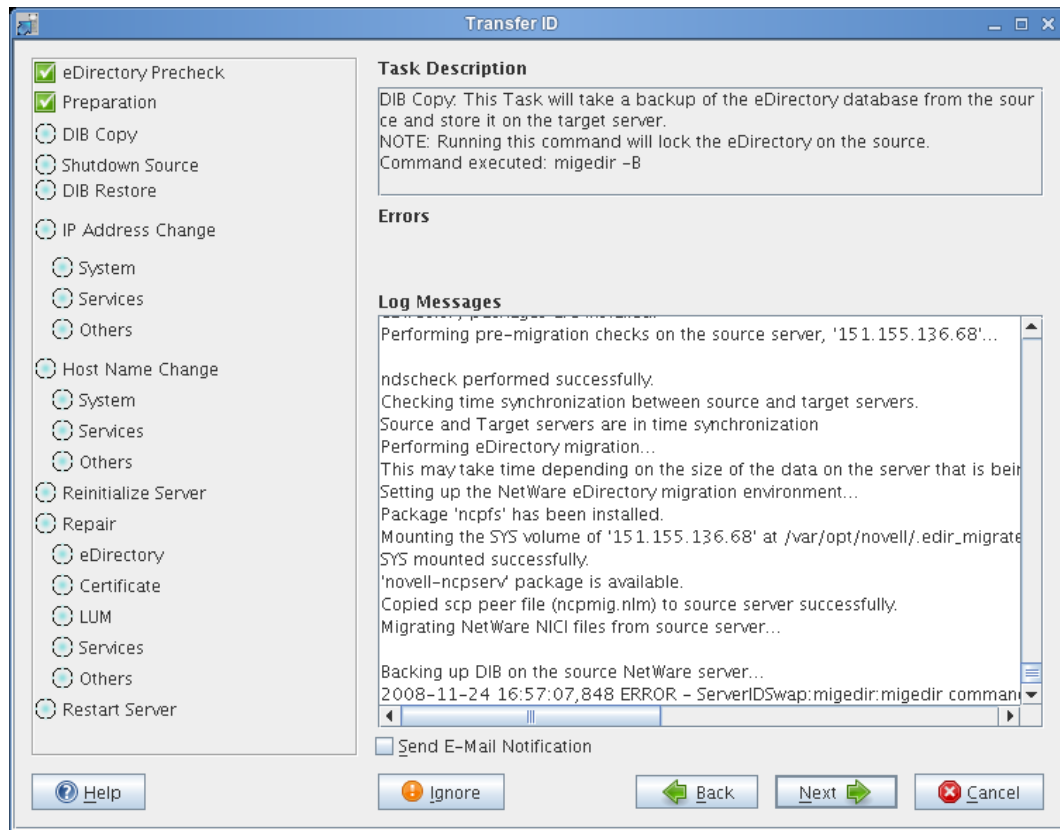 Transfer ID
eDirectory Precheck
Preparation
DIB Copy
Shutdown Source
DIB Restore
IP Address Change
System
Services
Others
Host Name Change
System
Services
Others
Reinitialize Server
Repair
eDirectory
Certificate
LUM
Services
Others
Restart Server
Task Description
DIB Copy: This Task will take a backup of the eDirectory database from the sour
ce and store it on the target server.
NOTE: Running this command will lock the eDirectory on the source.
Command executed: migedir -B
Errors
Log Messages
Performing pre-migration checks on the source server, '151.155.136.68'...
ndscheck performed successfully.
Checking time synchronization between source and target servers.
Source and Target servers are in time synchronization
Performing eDirectory migration...
This may take time depending on the size of the data on the server that is bein
Setting up the NetWare eDirectory migration environment...
Package 'ncpfs' has been installed.
Mounting the SYS volume of '151.155.136.68' at /var/opt/novell/.edir_migrate
SYS mounted successfully.
'novell-ncpserv' package is available.
Copied scp peer file (ncpmig.nlm) to source server successfully.
Migrating NetWare NICI files from source server...
Backing up DIB on the source NetWare server...
2008-11-24 16:57:07,848 ERROR - ServerIDSwap:migedir:migedir comman
Send E-Mail Notification
Help
Ignore
Back
Next
Cancel